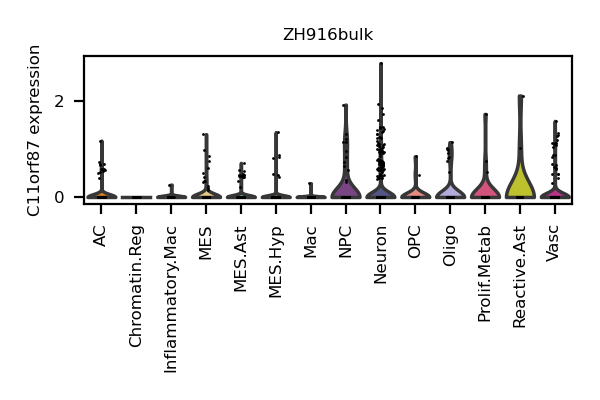 ZH916bulk
C11orf87 expression
2
0
AC
Chromatin.Reg
Inflammatory.Mac
MES
MES.Ast
MES.Hyp
Mac
NPC
Neuron
OPC
Oligo
Prolif.Metab
Reactive.Ast
Vasc